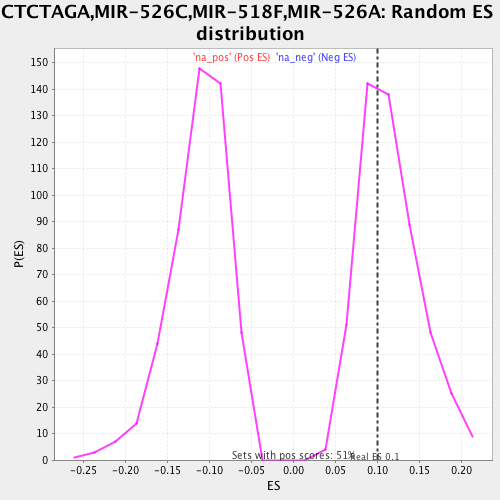 CTCTAGA,MIR-526C,MIR-518F,MIR-526A: Random ES
distribution
'na_pos' (Pos ES) 'na_neg' (Neg ES)
150
140
130
120
110
100
90
80
70
60
50
40
30
20
10
0
P(ES)
Sets with pos scores: 51%
Real ES 0.1
-0.25 -0.20 -0.15 -0.10 -0.05 0.00 0.05 0.10 0.15 0.20
ES